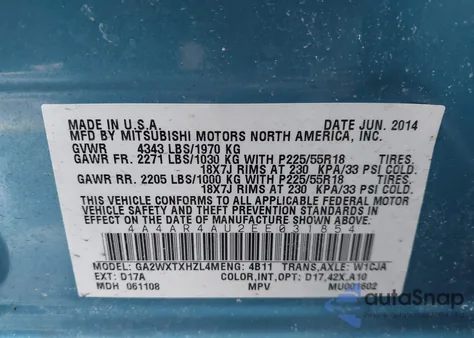 MADE IN U.S.A. DATE JUN. 2014
MFD BY MITSUBISHI MOTORS NORTH AMERICA, INC.
GVWR 4343 LBS/1970 KG
GAWR FR. 2271 LBS/1030 KG WITH P225/55R18 TIRES.
18X7J RIMS AT 230 KPA/33 PSI COLD.
GAWR RR. 2205 LBS/1000 KG WITH P225/55R18 TIRES.
18X7J RIMS AT 230 KPA/33 PSI COLD.
THIS VEHICLE CONFORMS TO ALL APPLICABLE FEDERAL MOTOR
VEHICLE SAFETY AND BUMPER STANDARDS IN
EFFECT ON THE DATE OF MANUFACTURE SHOWN ABOVE.
4A4AR4AU2EE031854
MODEL: GA2WXTXHZL4M ENG: 4B11 TRANS,AXLE: W1CJA
EXT: D17A COLOR,INT,OPT: D17,42X,A10
MDH 061108 MPV MU001602
autoSnap